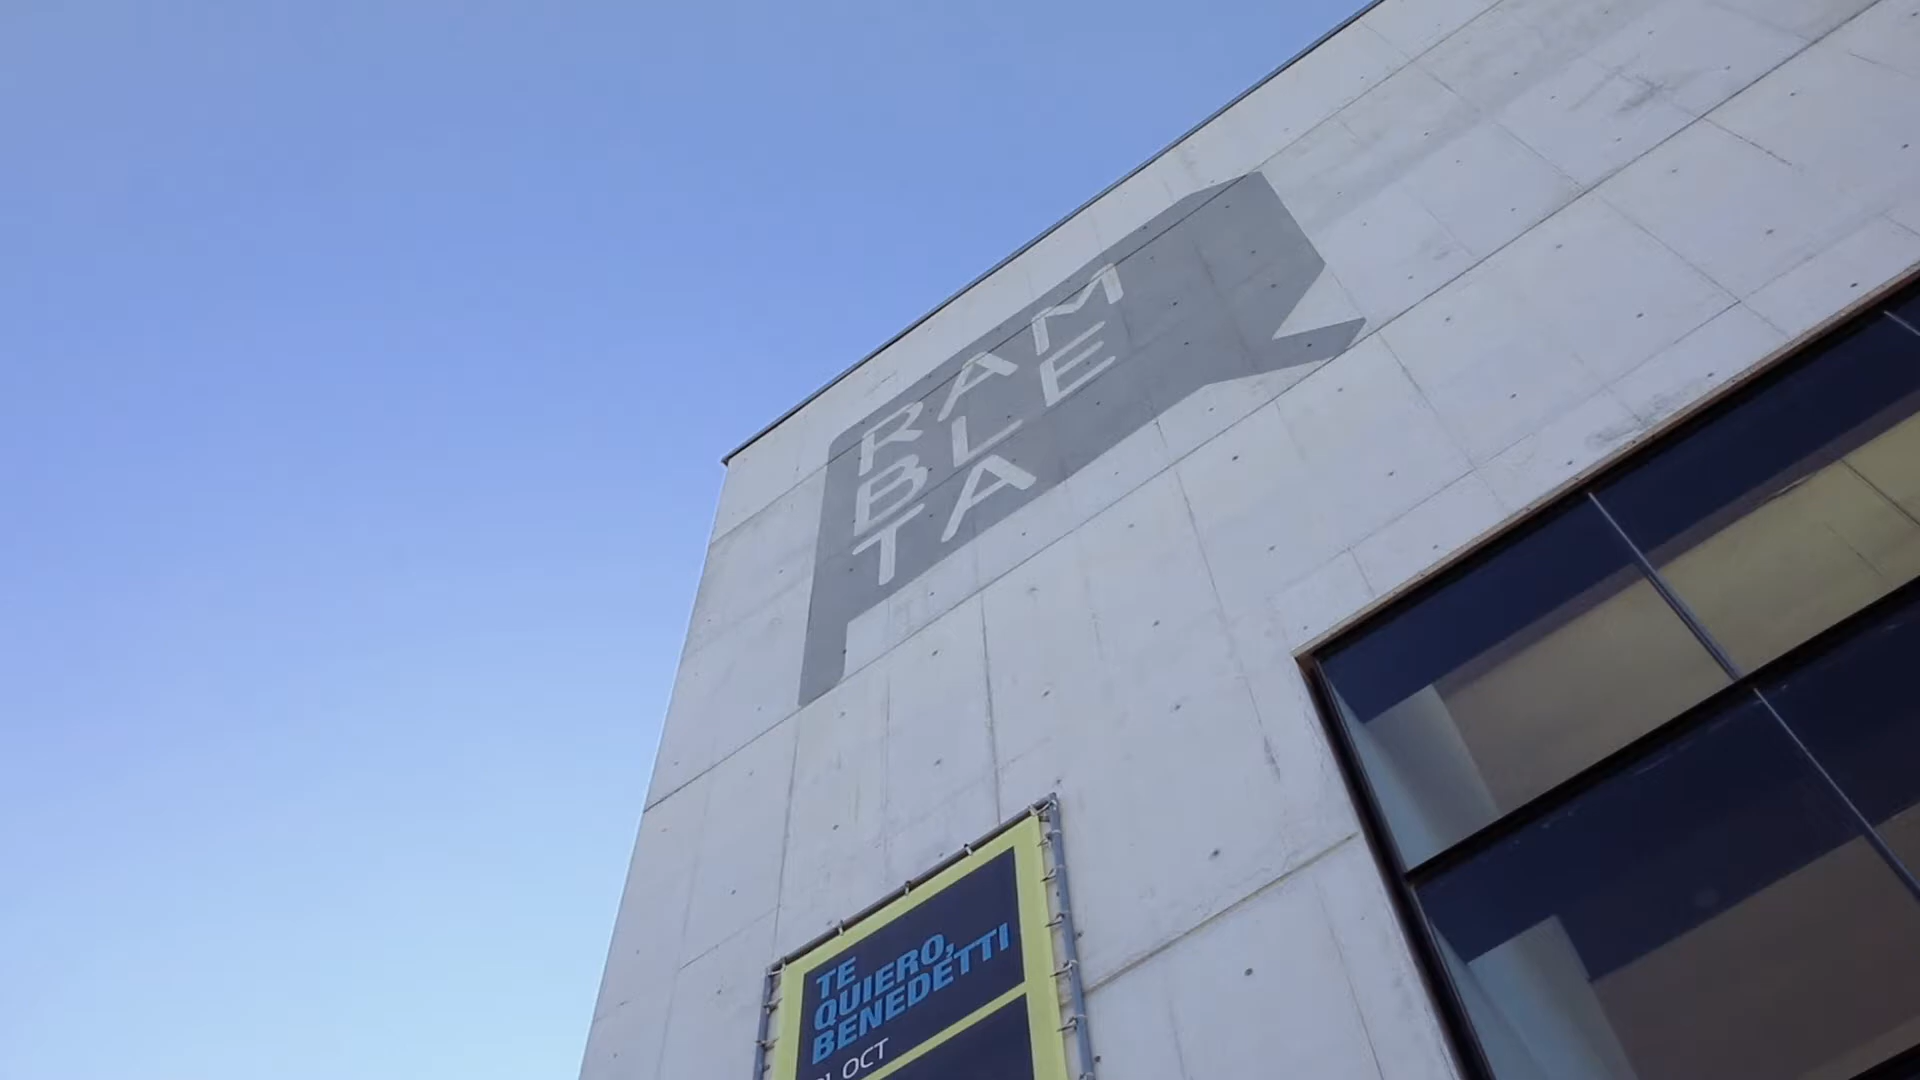 RAM
BLE
TA
TE
QUIERO,
BENEDETTI
OCT